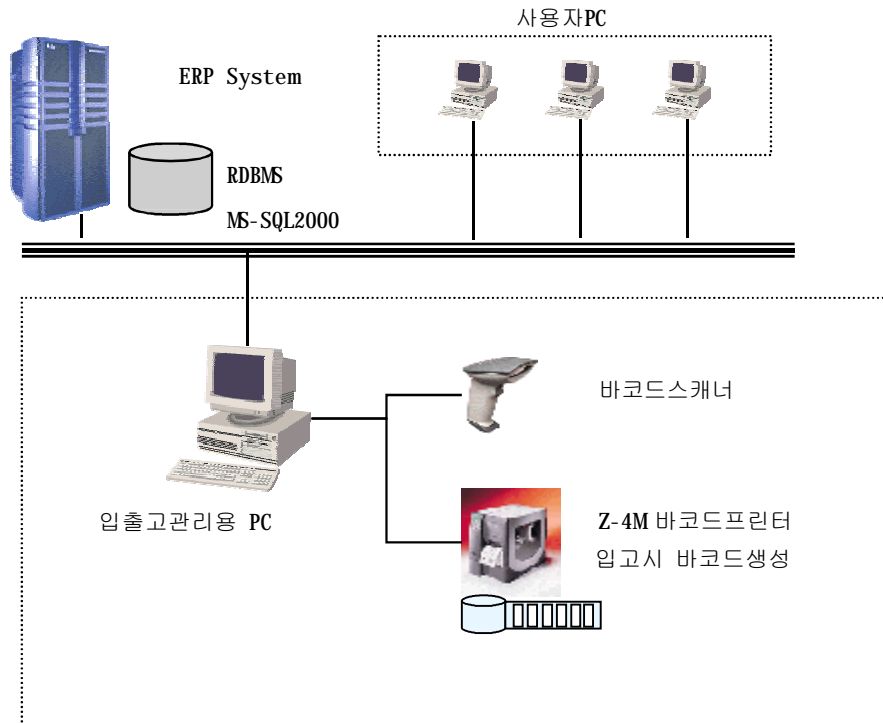 사용자PC
ERP System
RDBMS
MS-SQL2000
바코드스캐너
입출고관리용 PC
Z-4M 바코드프린터
입고시 바코드생성